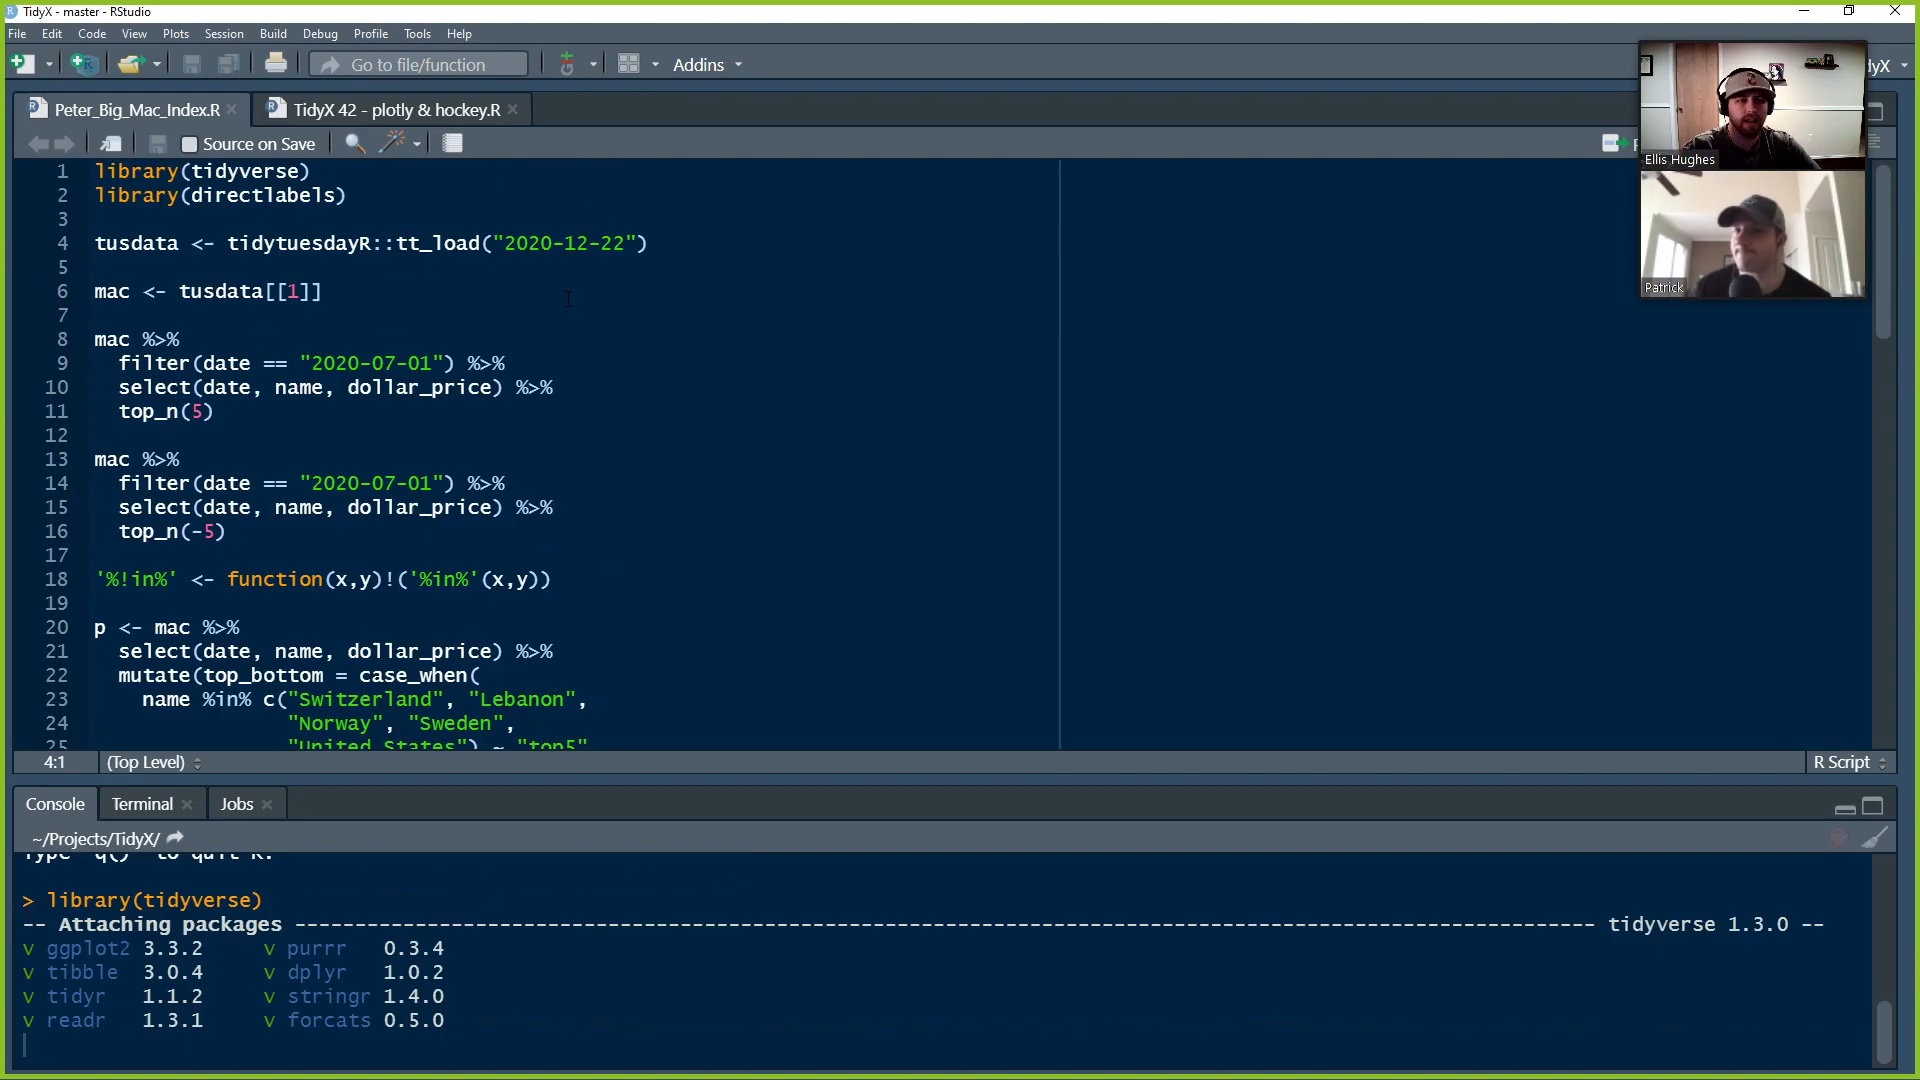 TidyX - master - RStudio
File Edit Code View Plots Session Build Debug Profile Tools Help
Go to file/function Addins
Peter_Big_Mac_Index.R TidyX 42 - plotly & hockey.R
Source on Save
1 library(tidyverse)
2 library(directlabels)
3
4 tusdata <- tidytuesdayR::tt_load("2020-12-22")
5
6 mac <- tusdata[[1]]
7
8 mac %>%
9 filter(date == "2020-07-01") %>%
10 select(date, name, dollar_price) %>%
11 top_n(5)
12
13 mac %>%
14 filter(date == "2020-07-01") %>%
15 select(date, name, dollar_price) %>%
16 top_n(-5)
17
18 '%!in%' <- function(x,y)!('%in%'(x,y))
19
20 p <- mac %>%
21 select(date, name, dollar_price) %>%
22 mutate(top_bottom = case_when(
23 name %in% c("Switzerland", "Lebanon",
24 "Norway", "Sweden",
25 "United States") ~ "top5"
4:1 (Top Level) R Script
Console Terminal Jobs
~/Projects/TidyX/
Type 'q()' to quit R.
> library(tidyverse)
-- Attaching packages ---------------------------------------------------------------- tidyverse 1.3.0 --
v ggplot2 3.3.2 v purrr 0.3.4
v tibble 3.0.4 v dplyr 1.0.2
v tidyr 1.1.2 v stringr 1.4.0
v readr 1.3.1 v forcats 0.5.0
Ellis Hughes
Patrick